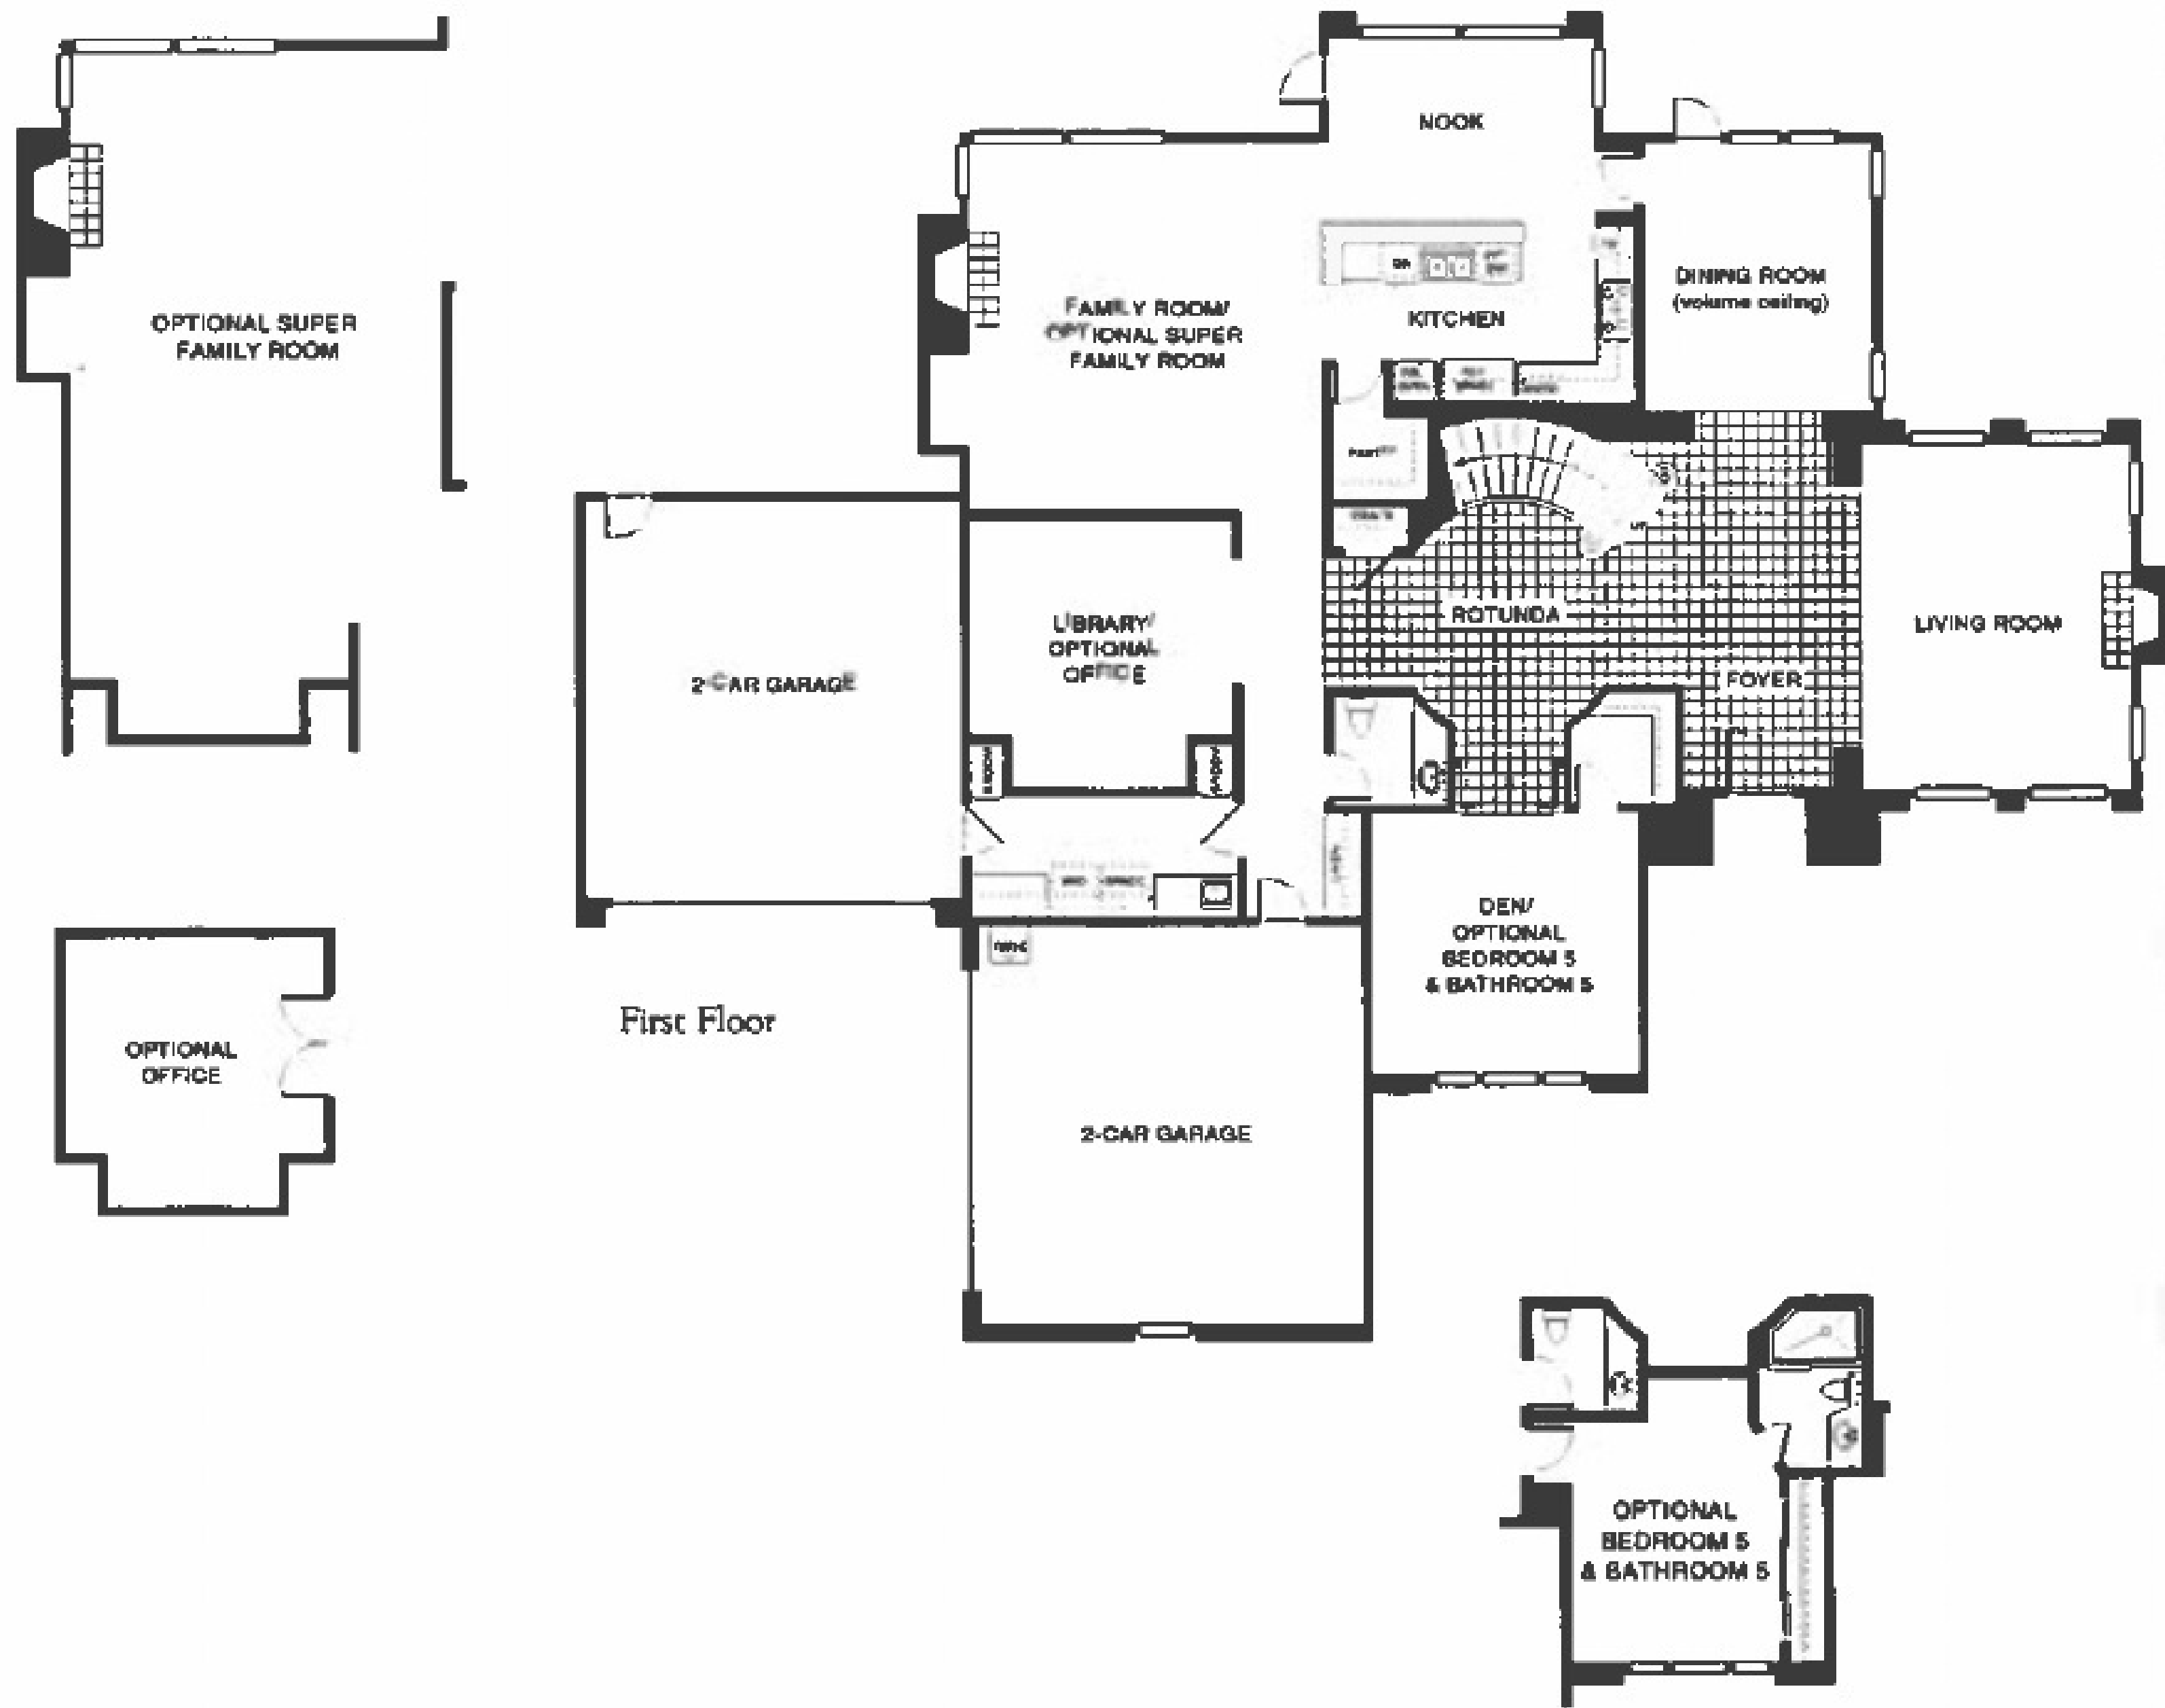 NOOK
OPTIONAL SUPER
FAMILY ROOM
FAMILY ROOM/
OPTIONAL SUPER
FAMILY ROOM
KITCHEN
DINING ROOM
(volume ceiling)
PANTRY
UP
ROTUNDA
LIBRARY/
OPTIONAL
OFFICE
2-CAR GARAGE
LIVING ROOM
FOYER
DEN/
OPTIONAL
BEDROOM 5
& BATHROOM 5
First Floor
OPTIONAL
OFFICE
2-CAR GARAGE
OPTIONAL
BEDROOM 5
& BATHROOM 5